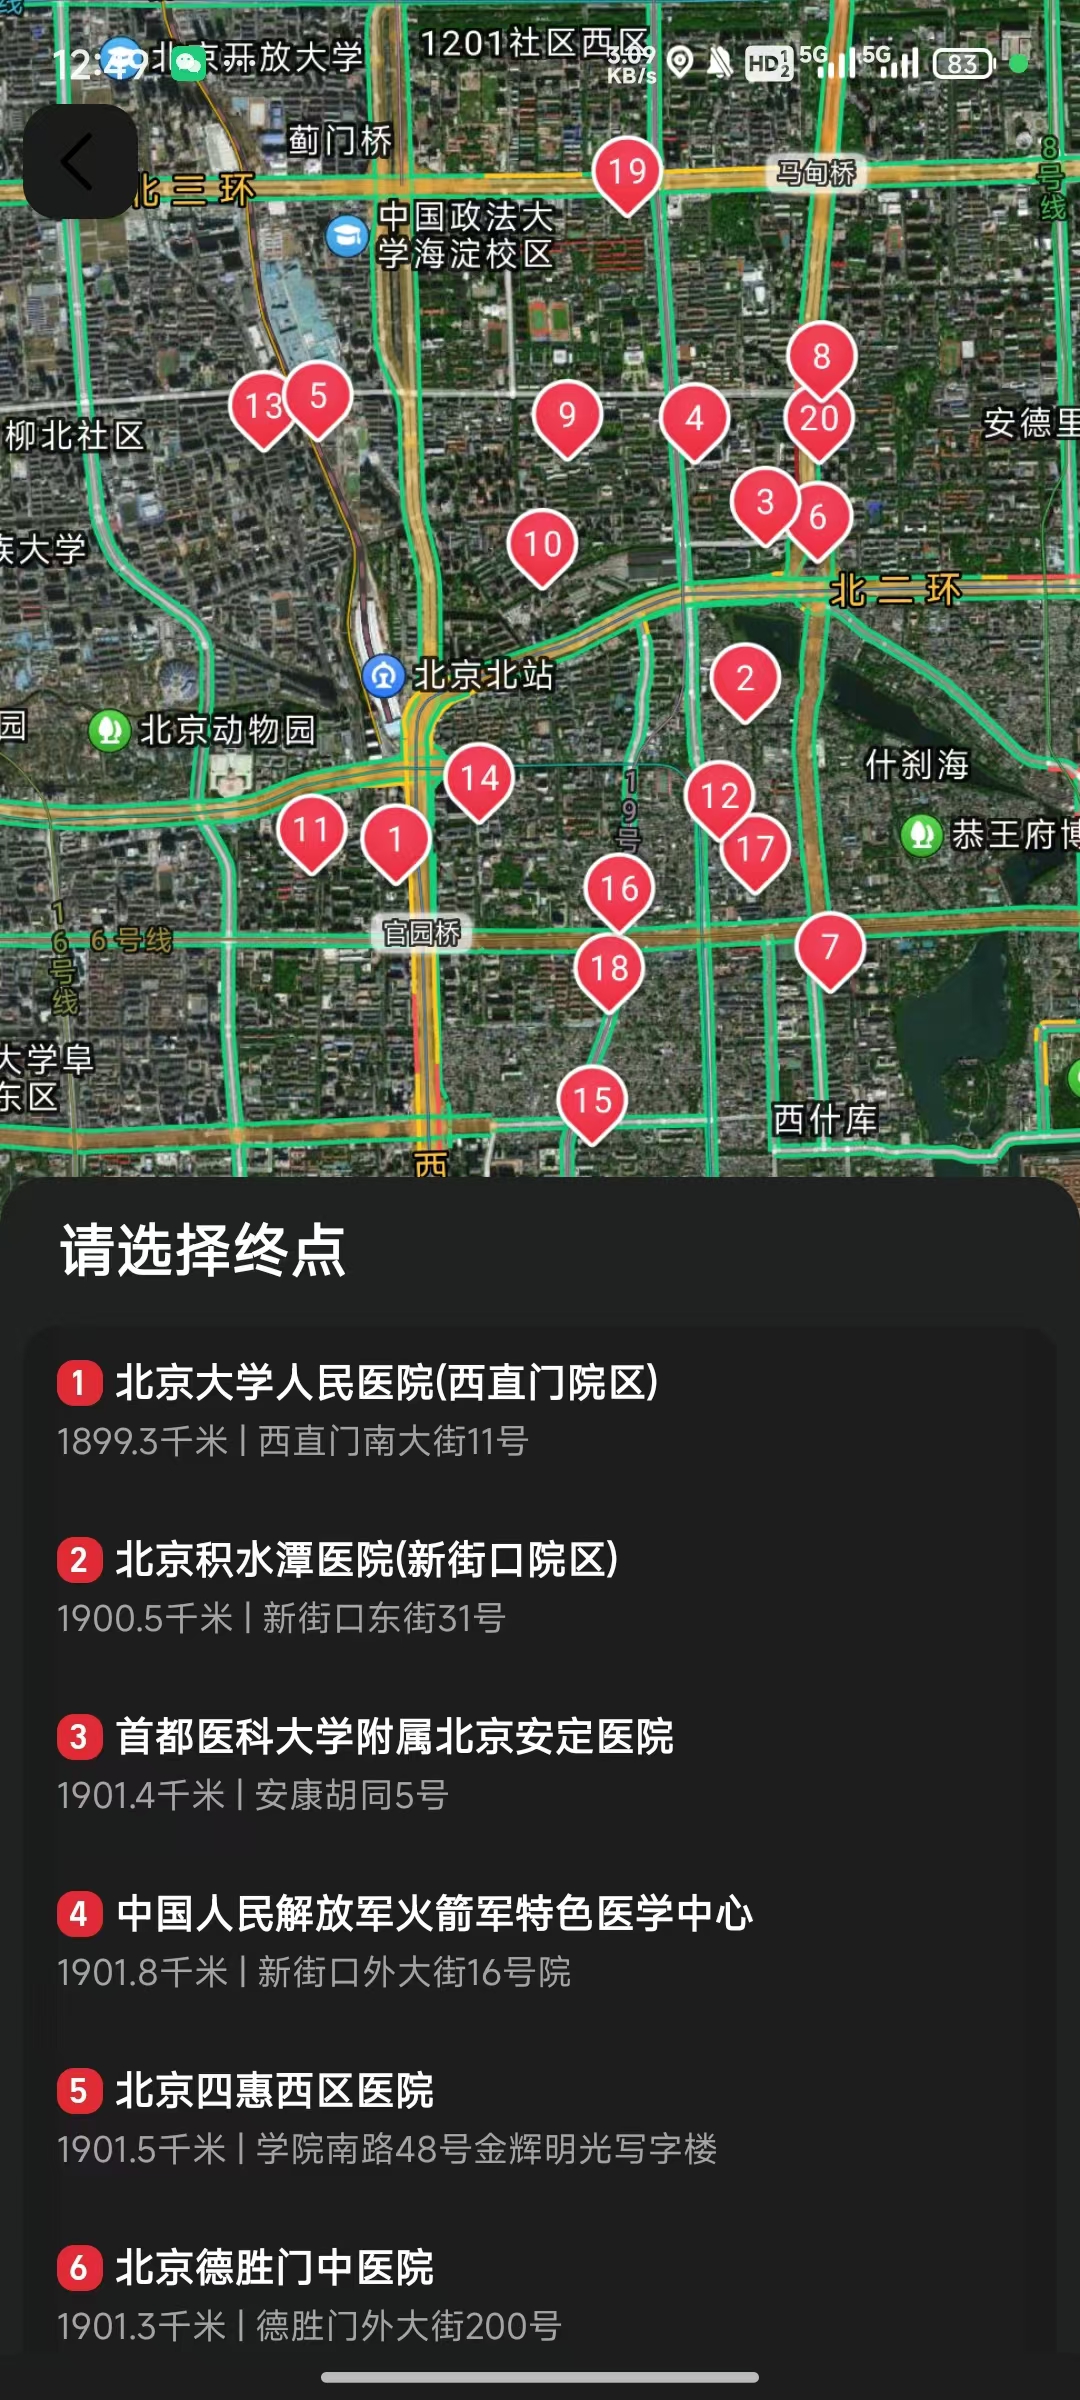 12:49
3.09
KB/s
HD 1 2
5G
5G
83
北京开放大学
1201社区西区
蓟门桥
19
马甸桥
8号线
北三环
中国政法大
学海淀校区
8
13
5
9
4
20
柳北社区
安德里
3
6
10
族大学
北二环
北京北站
2
园
北京动物园
什刹海
14
12
19号
11
1
17
恭王府博
16
官园桥
16号线
6号线
7
18
大学阜
东区
15
西什库
西
请选择终点
1 北京大学人民医院(西直门院区)
1899.3千米 | 西直门南大街11号
2 北京积水潭医院(新街口院区)
1900.5千米 | 新街口东街31号
3 首都医科大学附属北京安定医院
1901.4千米 | 安康胡同5号
4 中国人民解放军火箭军特色医学中心
1901.8千米 | 新街口外大街16号院
5 北京四惠西区医院
1901.5千米 | 学院南路48号金辉明光写字楼
6 北京德胜门中医院
1901.3千米 | 德胜门外大街200号